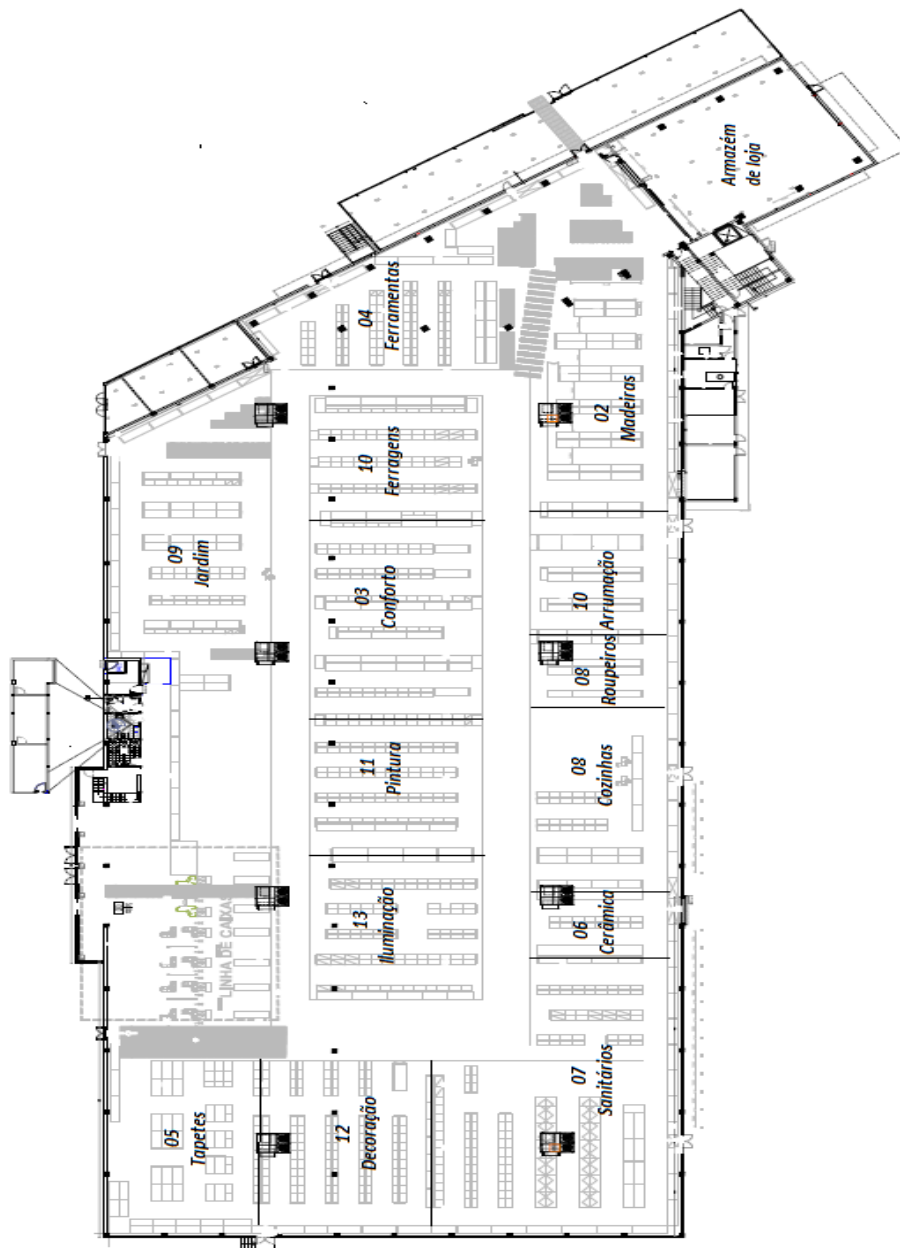 Armazém
de loja
04
Ferramentas
02
Madeiras
10
Ferragens
09
Jardim
03
Conforto
10
Arrumação
08
Roupeiros
11
Pintura
08
Cozinhas
13
Iluminação
06
Cerâmica
LINHA DE CAIXA
05
Tapetes
12
Decoração
07
Sanitários